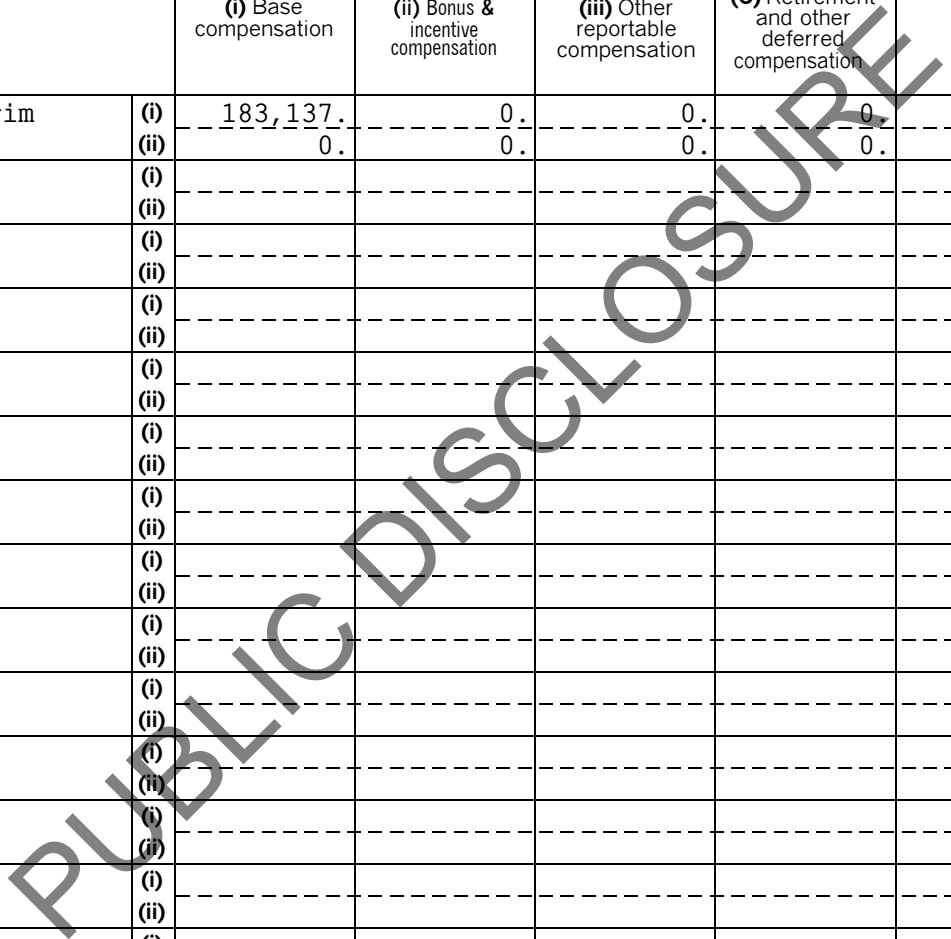 (i) Base compensation
(ii) Bonus & incentive compensation
(iii) Other reportable compensation
Retirement and other deferred compensation
(i) 183,137. 0. 0. 0.
(ii) 0. 0. 0. 0.
(i)
(ii)
(i)
(ii)
(i)
(ii)
(i)
(ii)
(i)
(ii)
(i)
(ii)
(i)
(ii)
(i)
(ii)
(i)
(ii)
(i)
(ii)
(i)
(ii)
(i)
(ii)
PUBLIC DISCLOSURE